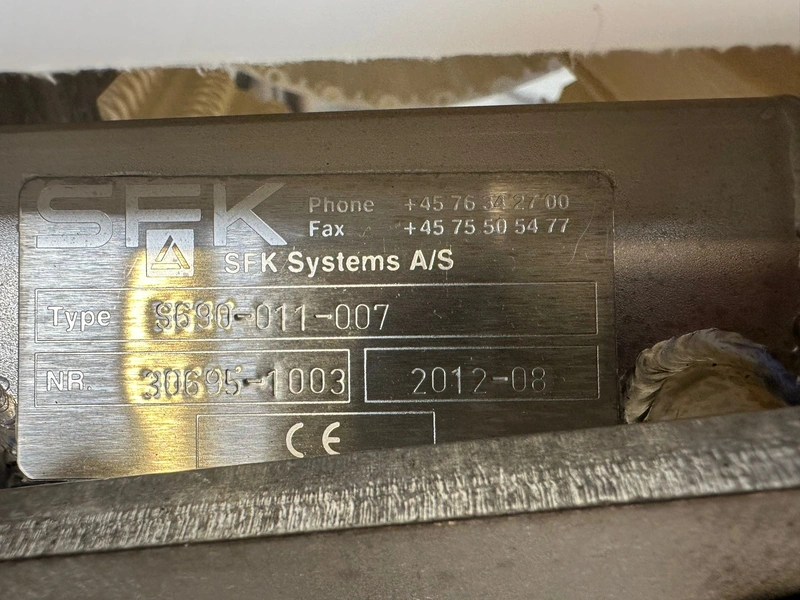 SFK
Phone +45 76 34 27 00
Fax +45 75 50 54 77
SFK Systems A/S
Type 9690-011-007
NR. 30695-1003 2012-08
CE